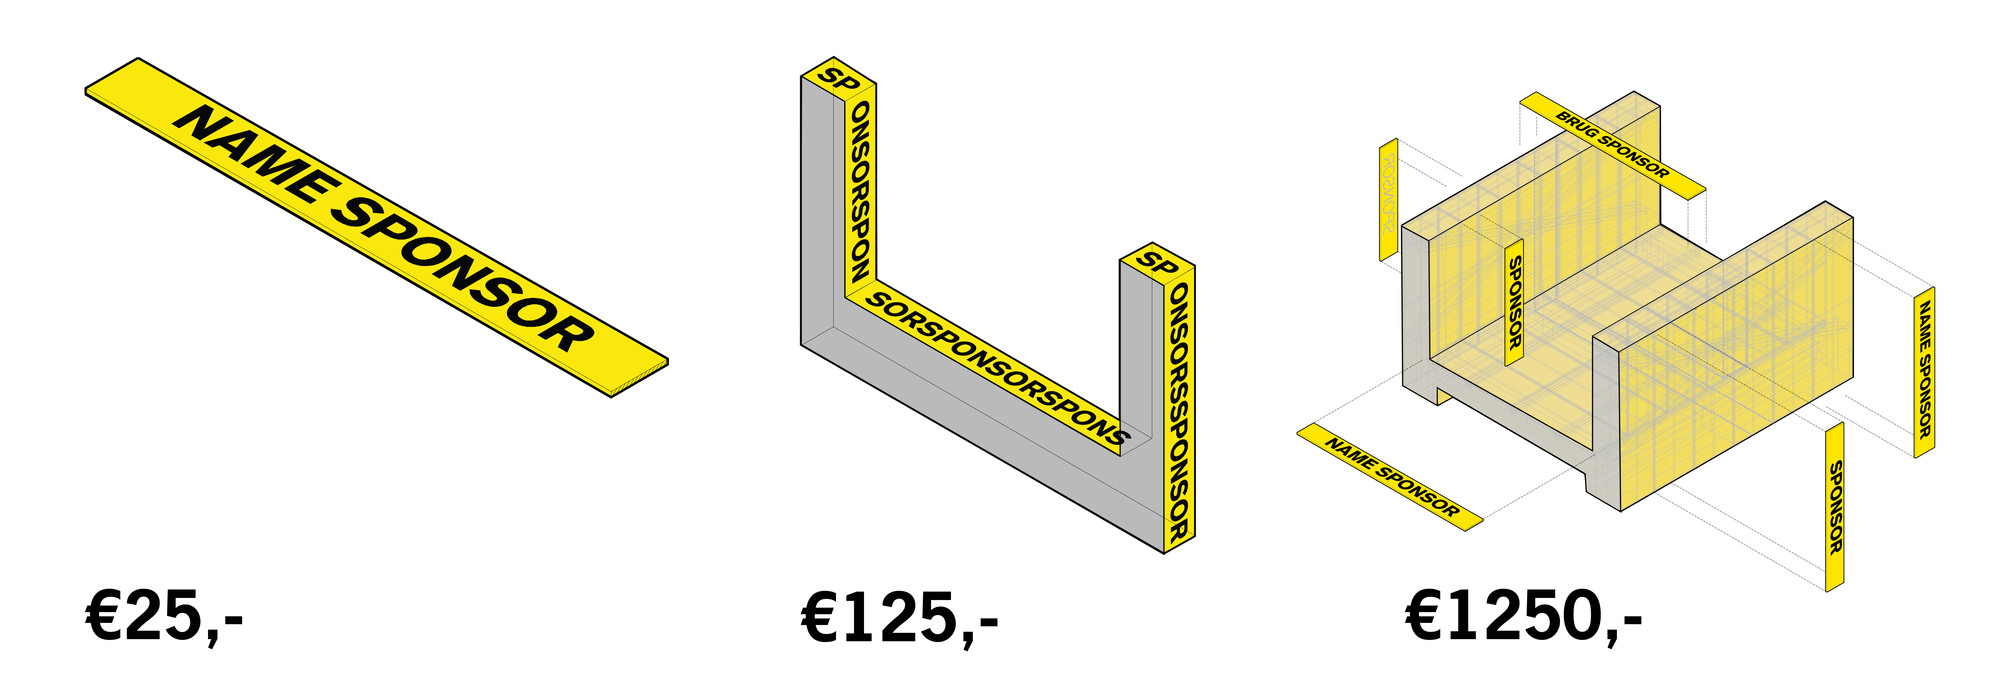 NAME SPONSOR
€25,-
SP
ONSORSPON
SORSPONSORSPONS
SP
ONSORSSPONSOR
€125,-
BRUG SPONSOR
SPONSOR
SPONSOR
NAME SPONSOR
NAME SPONSOR
SPONSOR
€1250,-